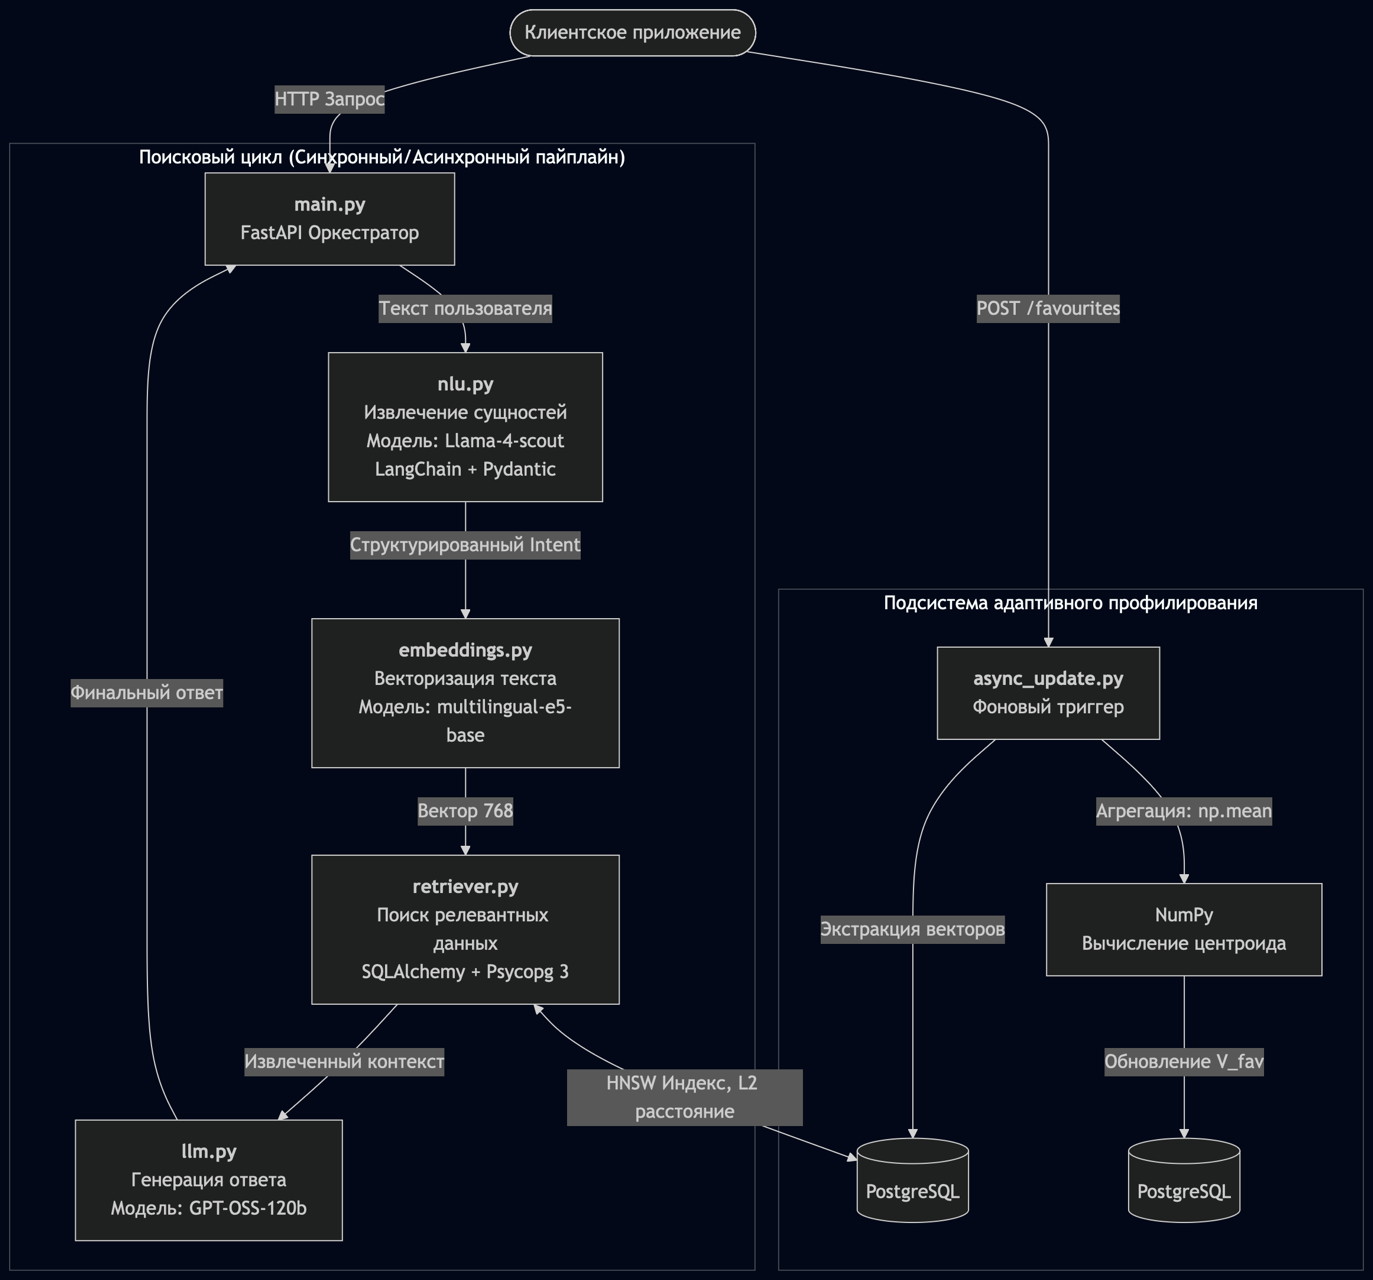 Клиентское приложение
HTTP Запрос
Поисковый цикл (Синхронный/Асинхронный пайплайн)
main.py
FastAPI Оркестратор
Текст пользователя
POST /favourites
nlu.py
Извлечение сущностей
Модель: Llama-4-scout
LangChain + Pydantic
Структурированный Intent
Подсистема адаптивного профилирования
embeddings.py
Векторизация текста
Модель: multilingual-e5-
base
async_update.py
Фоновый триггер
Финальный ответ
Вектор 768
Агрегация: np.mean
retriever.py
Поиск релевантных
данных
SQLAlchemy + Psycopg 3
Экстракция векторов
NumPy
Вычисление центроида
Извлеченный контекст
HNSW Индекс, L2
расстояние
Обновление V_fav
llm.py
Генерация ответа
Модель: GPT-OSS-120b
PostgreSQL
PostgreSQL